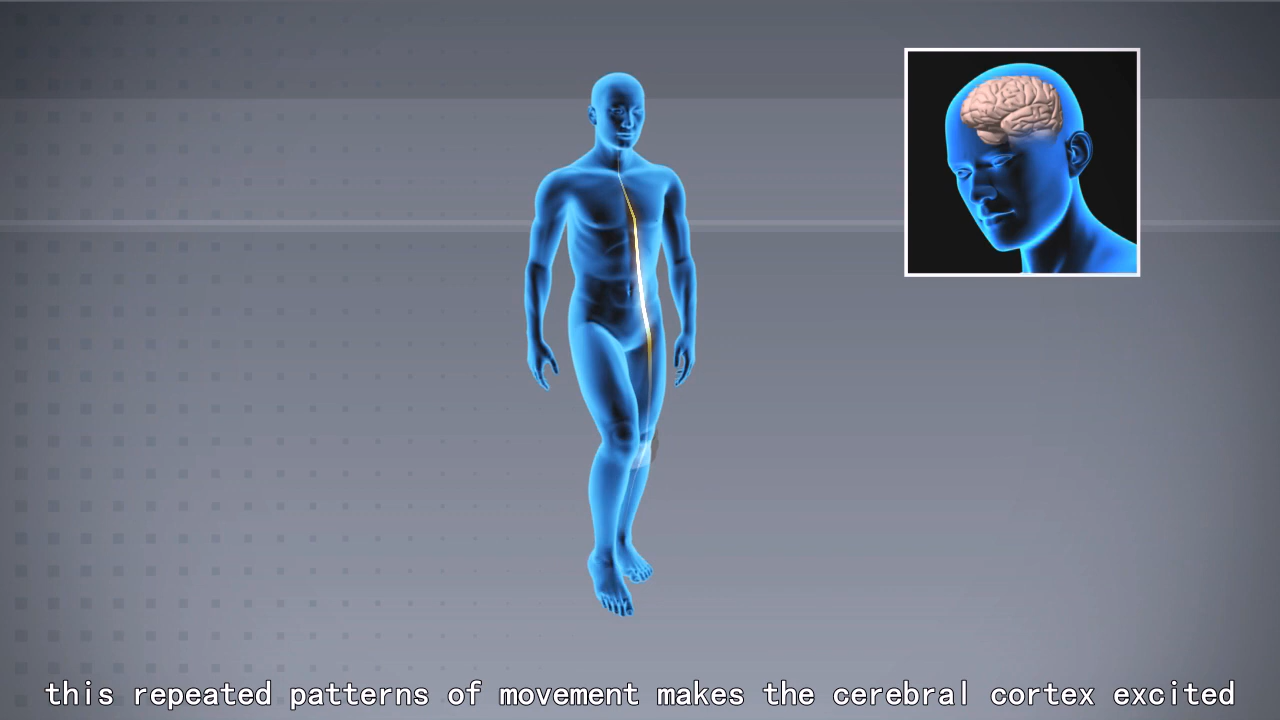 this repeated patterns of movement makes the cerebral cortex excited